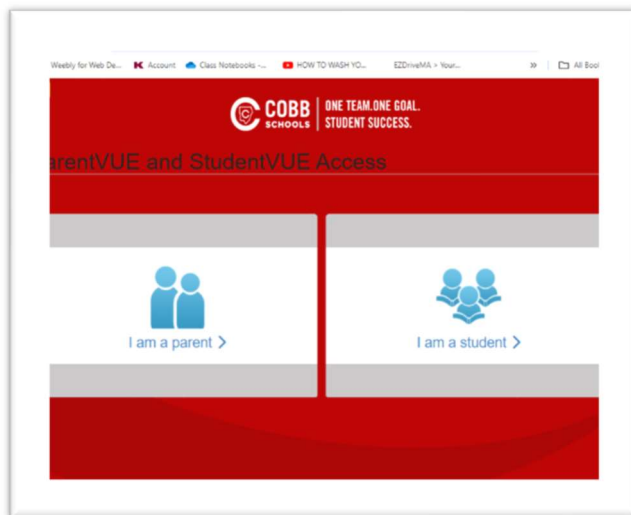 Weebly for Web De... K Account Class Notebooks -... HOW TO WASH YO... EZDriveMA > Your... » All Boo
COBB SCHOOLS ONE TEAM.ONE GOAL. STUDENT SUCCESS.
arentVUE and StudentVUE Access
I am a parent >
I am a student >